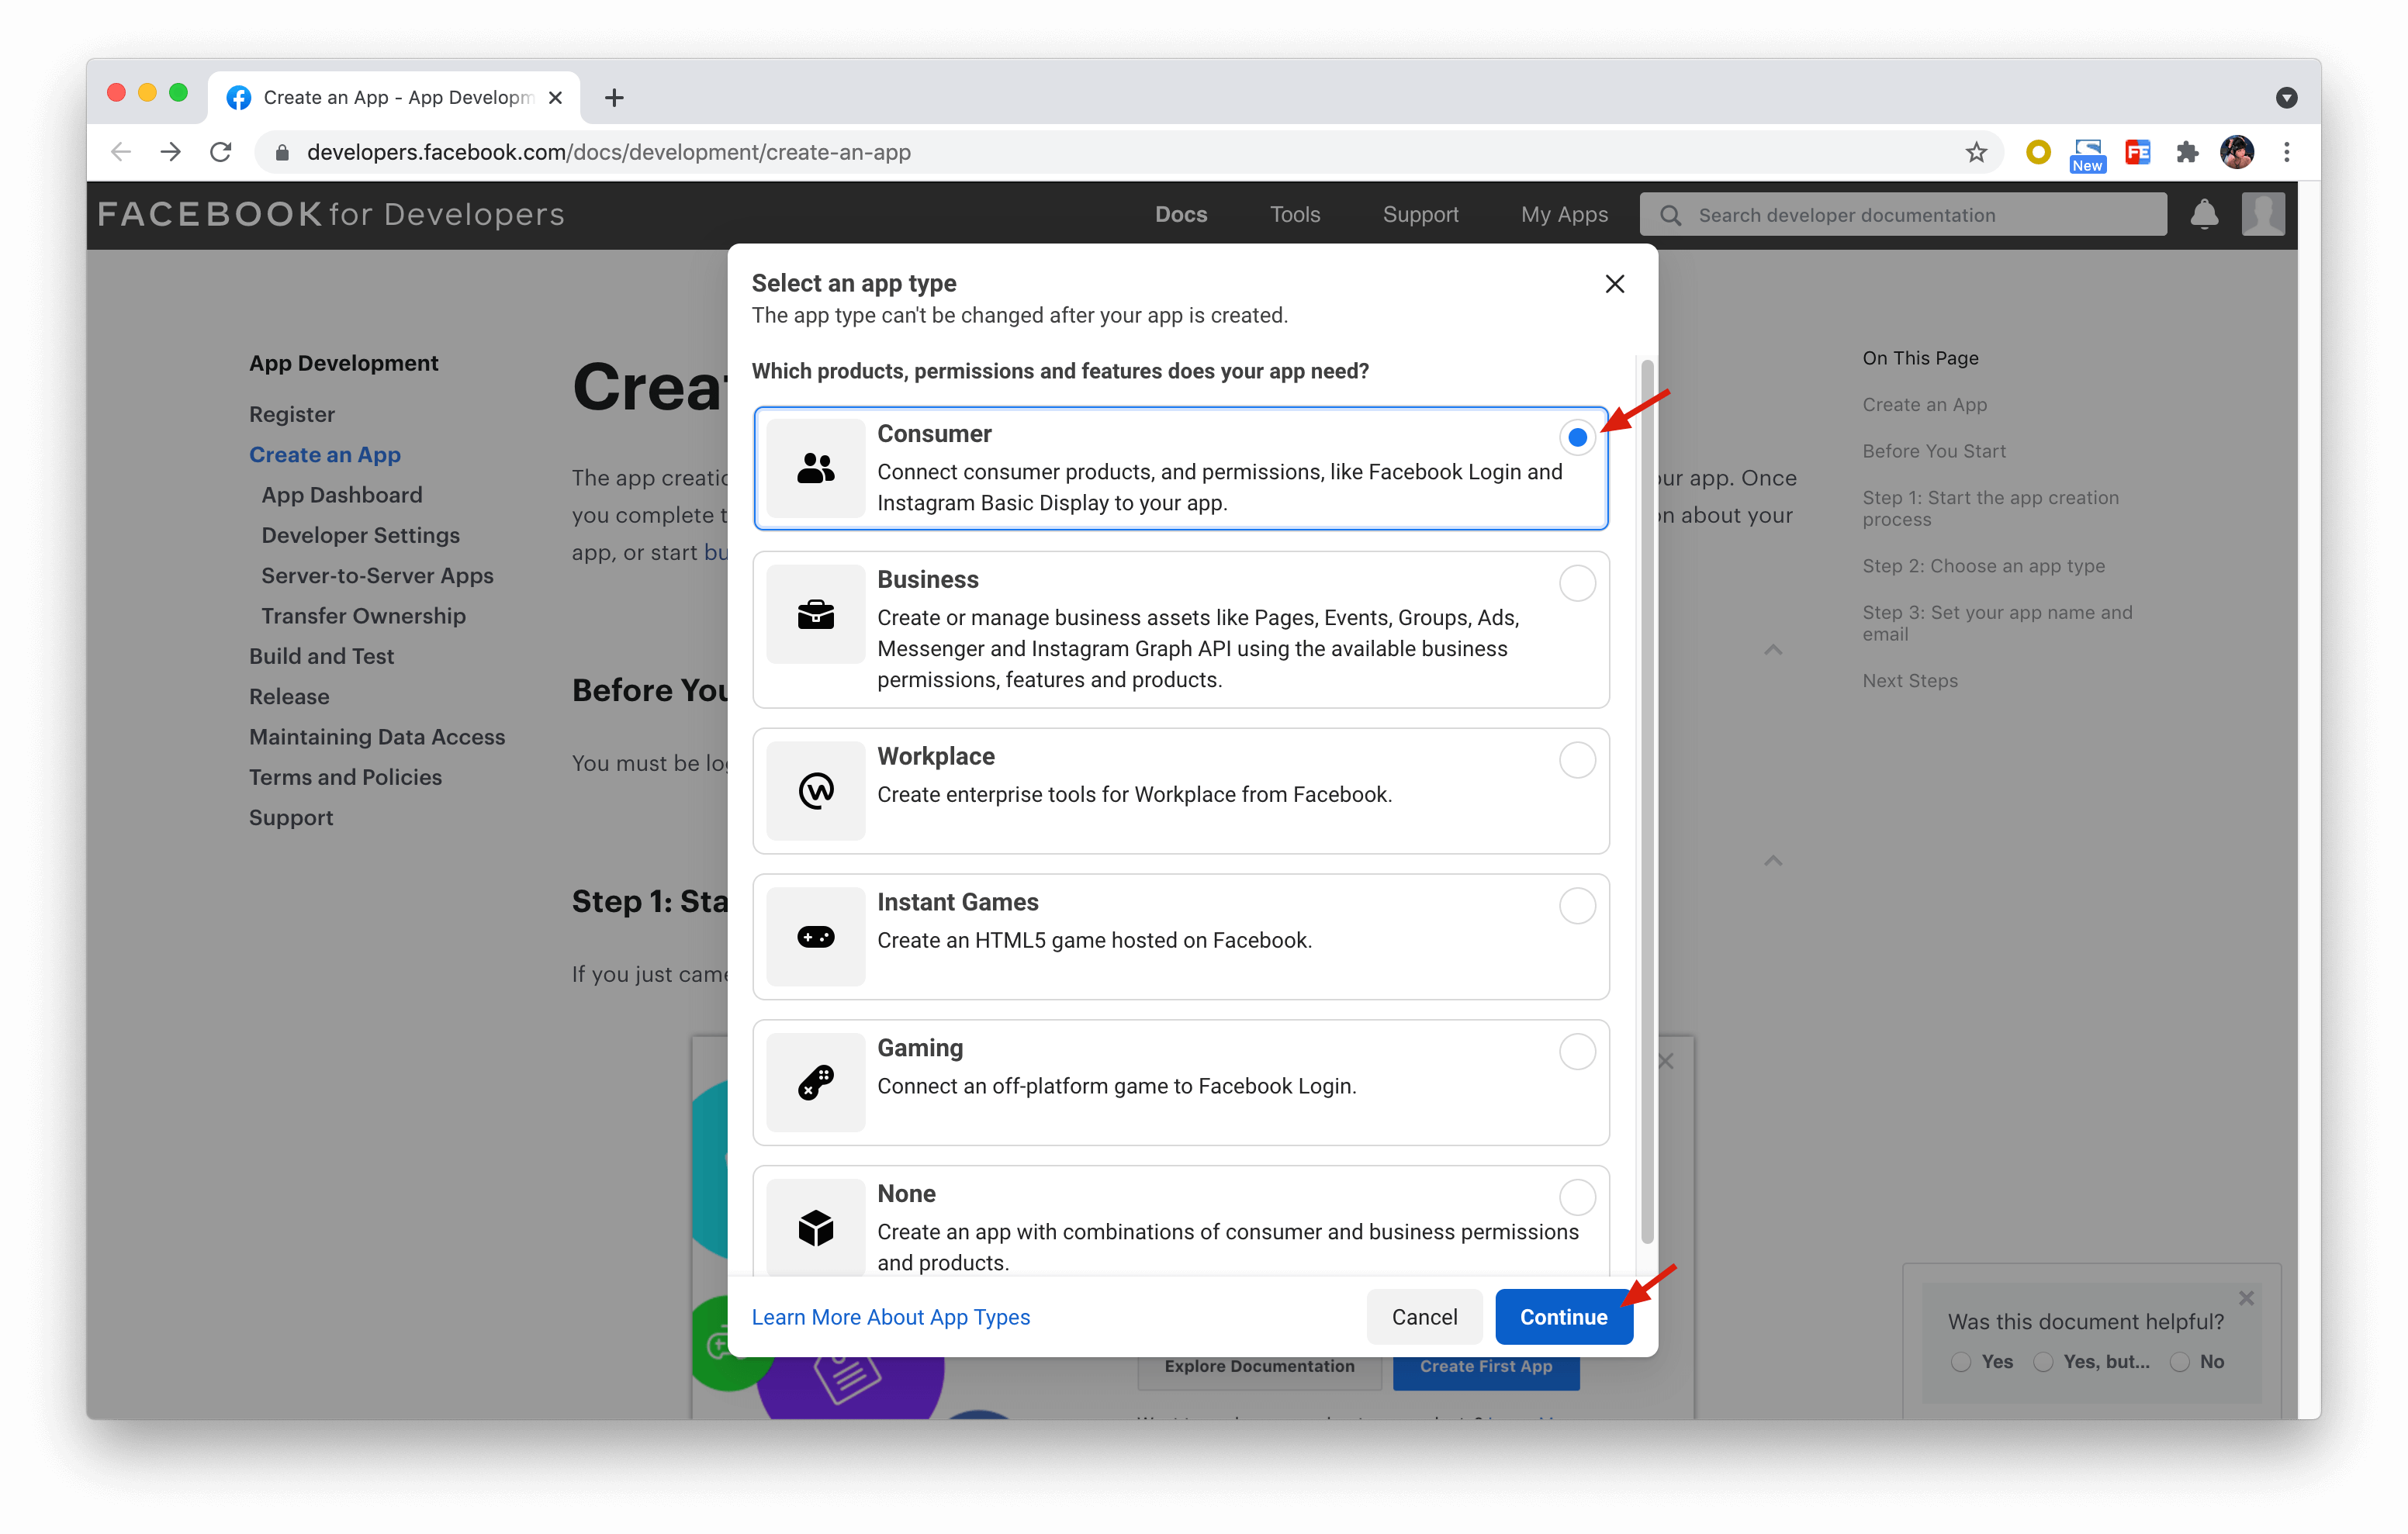 Create an App - App Developm
developers.facebook.com/docs/development/create-an-app
New
FE
FACEBOOK for Developers
Docs
Tools
Support
My Apps
Search developer documentation
App Development
Register
Create an App
App Dashboard
Developer Settings
Server-to-Server Apps
Transfer Ownership
Build and Test
Release
Maintaining Data Access
Terms and Policies
Support
Crea
The app creatio
you complete t
app, or start bu
ur app. Once
n about your
Before You
You must be log
Step 1: Sta
If you just came
Select an app type
The app type can't be changed after your app is created.
Which products, permissions and features does your app need?
Consumer
Connect consumer products, and permissions, like Facebook Login and
Instagram Basic Display to your app.
Business
Create or manage business assets like Pages, Events, Groups, Ads,
Messenger and Instagram Graph API using the available business
permissions, features and products.
Workplace
Create enterprise tools for Workplace from Facebook.
Instant Games
Create an HTML5 game hosted on Facebook.
Gaming
Connect an off-platform game to Facebook Login.
None
Create an app with combinations of consumer and business permissions
and products.
Learn More About App Types
Cancel
Continue
Explore Documentation
Create First App
On This Page
Create an App
Before You Start
Step 1: Start the app creation
process
Step 2: Choose an app type
Step 3: Set your app name and
email
Next Steps
Was this document helpful?
Yes
Yes, but...
No